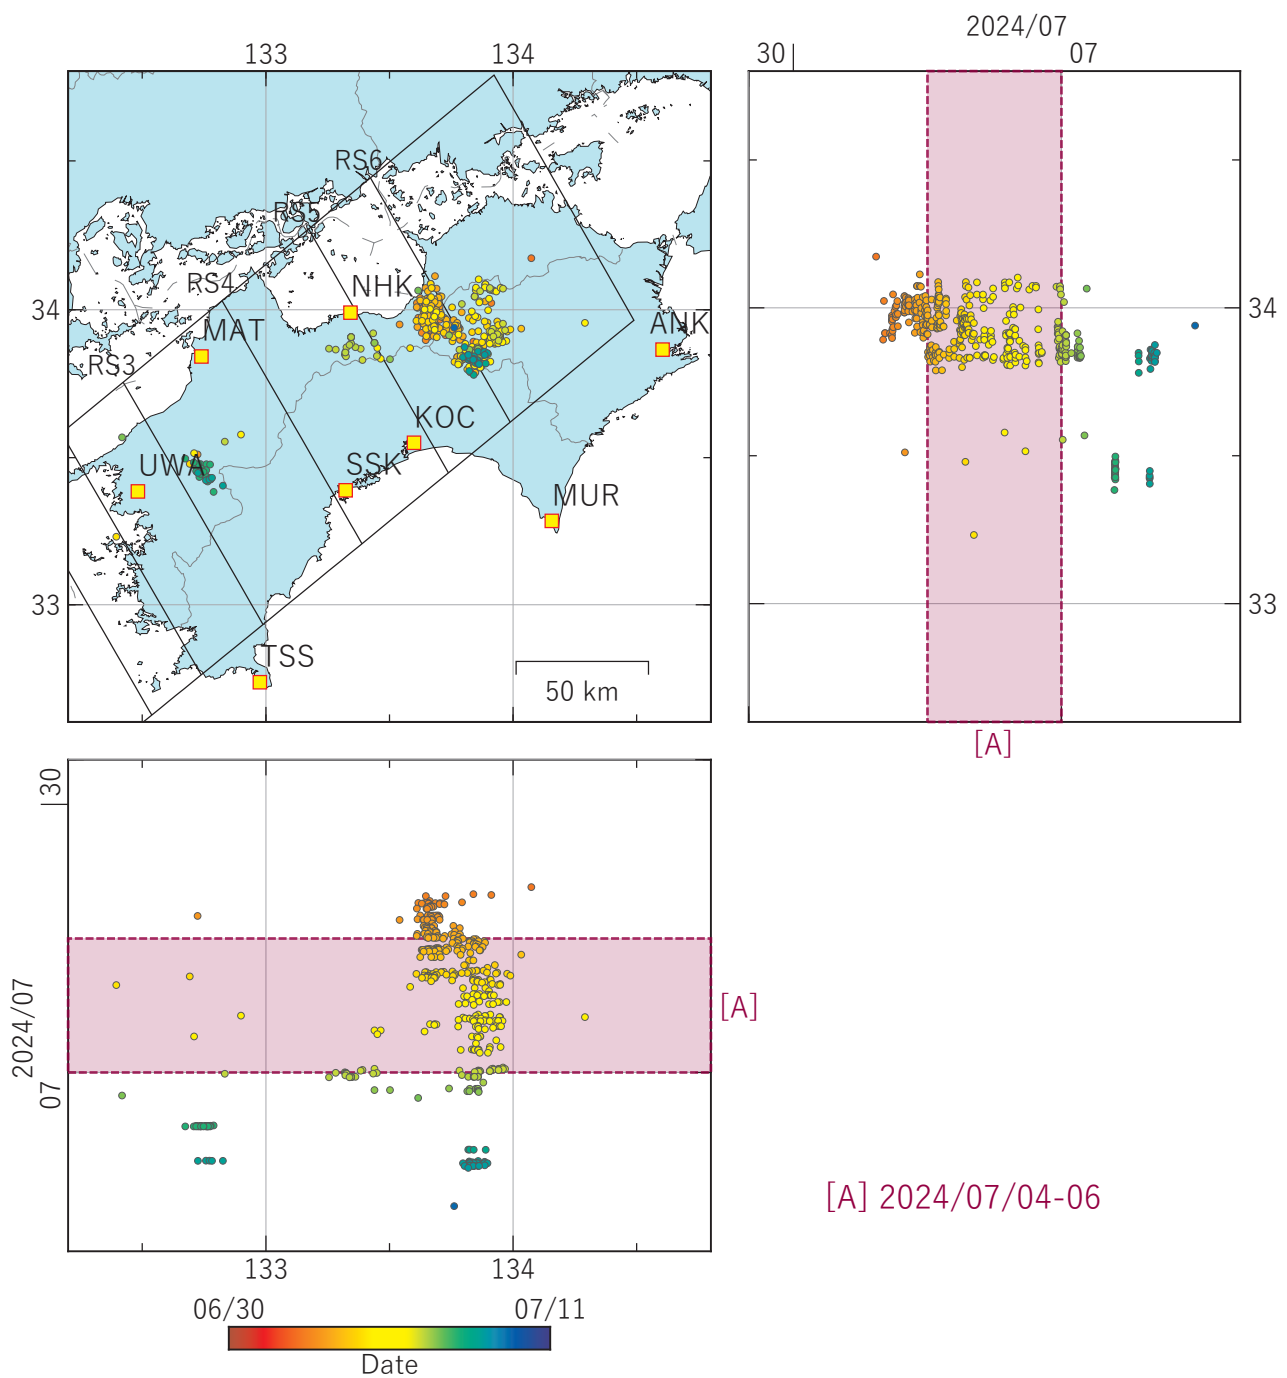 133 134
RS6
RS5
RS4
NHK
34
MAT
ANK
RS3
KOC
UWA
SSK
MUR
33
TSS
50 km
2024/07
30 07
34
33
[A]
30
2024/07
07
[A]
133 134
[A] 2024/07/04-06
06/30 07/11
Date